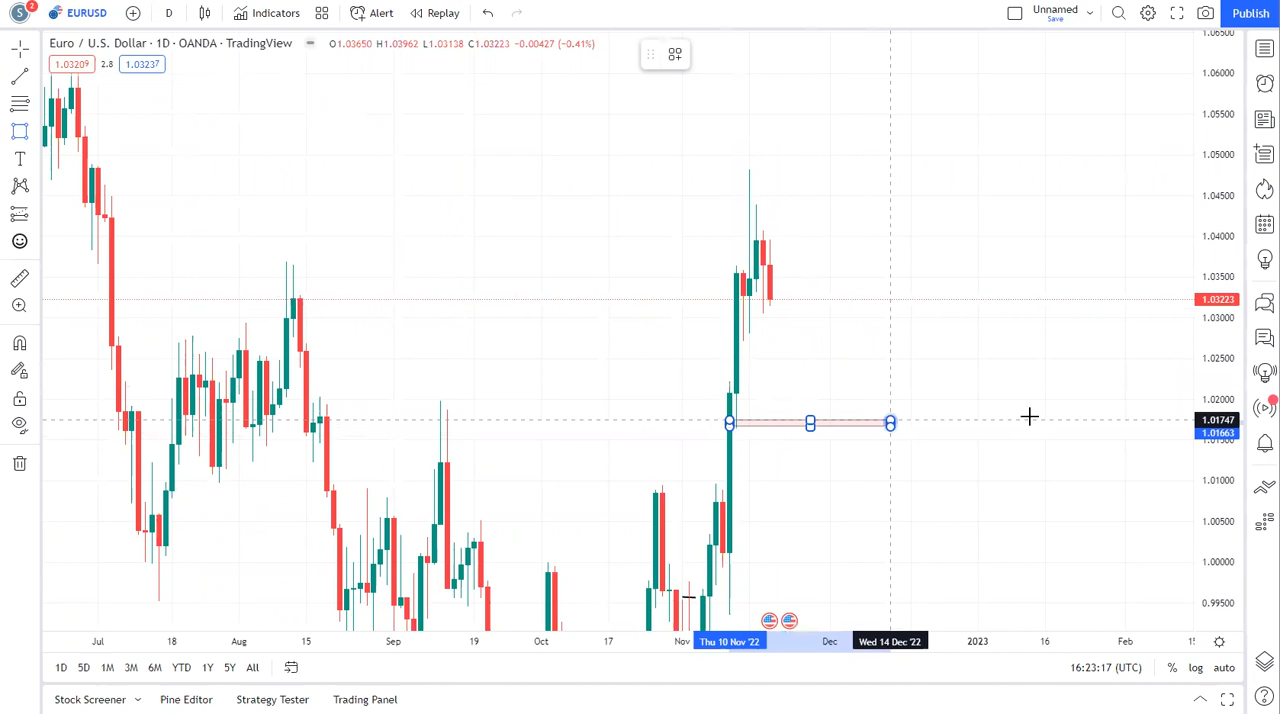 S 2 EURUSD D Indicators Alert Replay Unnamed Save Publish
Euro / U.S. Dollar · 1D · OANDA · TradingView O1.03650 H1.03962 L1.03138 C1.03223 -0.00427 (-0.41%)
1.03209 2.8 1.03237
1.06500
1.06000
1.05500
1.05000
1.04500
1.04000
1.03500
1.03223
1.03000
1.02500
1.02000
1.01747
1.01663
1.01000
1.00500
1.00000
0.99500
Jul 18 Aug 15 Sep 19 Oct 17 Nov Thu 10 Nov '22 Dec Wed 14 Dec '22 2023 16 Feb
1D 5D 1M 3M 6M YTD 1Y 5Y All 16:23:17 (UTC) % log auto
Stock Screener Pine Editor Strategy Tester Trading Panel